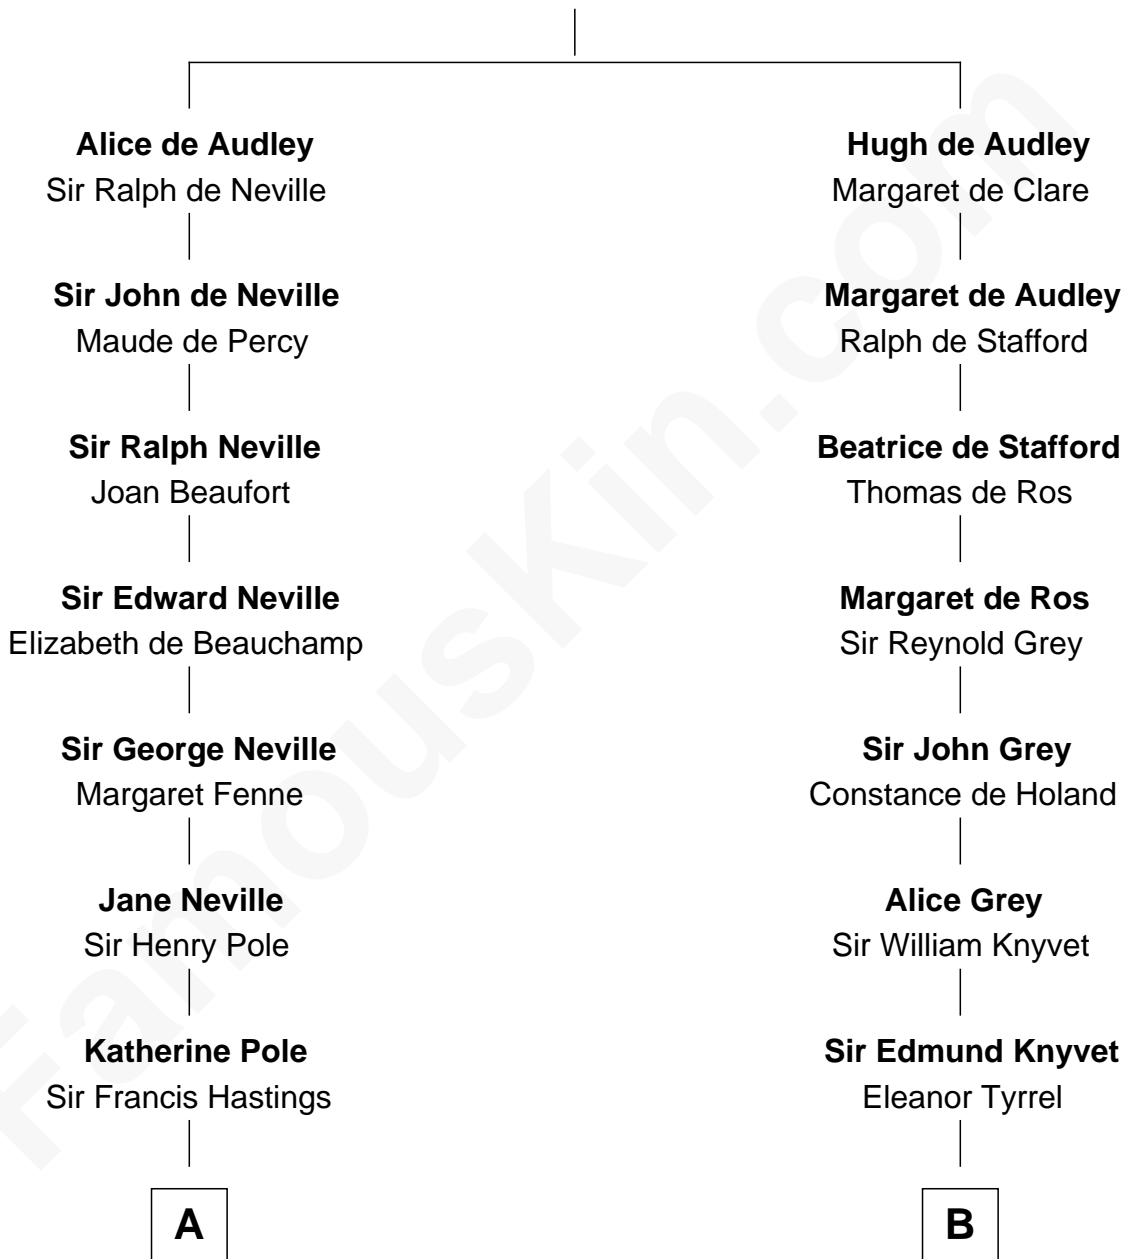 Alice de Audley
Sir Ralph de Neville
Sir John de Neville
Maude de Percy
Sir Ralph Neville
Joan Beaufort
Sir Edward Neville
Elizabeth de Beauchamp
Sir George Neville
Margaret Fenne
Jane Neville
Sir Henry Pole
Katherine Pole
Sir Francis Hastings
A
Hugh de Audley
Margaret de Clare
Margaret de Audley
Ralph de Stafford
Beatrice de Stafford
Thomas de Ros
Margaret de Ros
Sir Reynold Grey
Sir John Grey
Constance de Holand
Alice Grey
Sir William Knyvet
Sir Edmund Knyvet
Eleanor Tyrrel
B
FamousKin.com